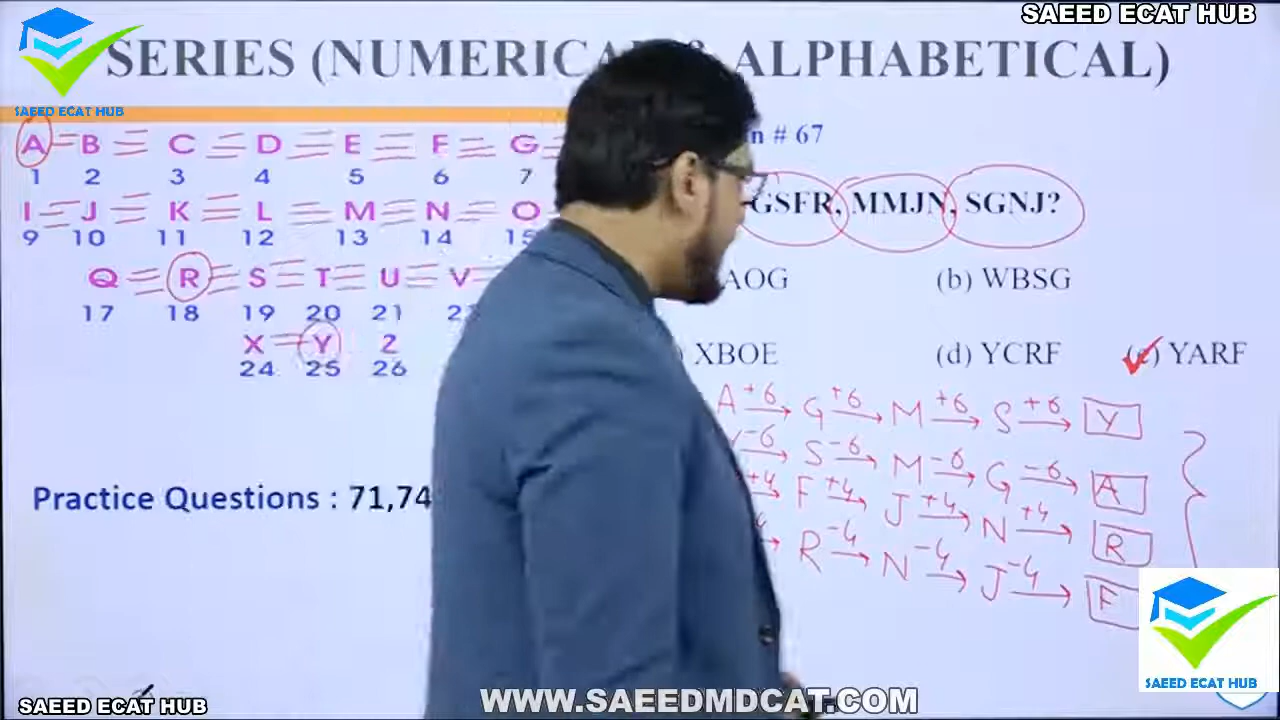 SAEED ECAT HUB
SERIES (NUMERICA & ALPHABETICAL)
SAEED ECAT HUB
A B C D E F G
n # 67
1 2 3 4 5 6 7
GSFR, MMJN, SGNJ?
I J K L M N O
9 10 11 12 13 14 15
AOG (b) WBSG
Q R S T U V
17 18 19 20 21
X Y Z
) XBOE (d) YCRF YARF
24 25 26
A +6 G +6 M +6 S +6 Y
-6 S -6 M -6 G -6 A
+4 F +4 J +4 N +4 R
Practice Questions : 71,74
R -4 N -4 J -4 F
SAEED ECAT HUB
SAEED ECAT HUB
WWW.SAEEDMDCAT.COM